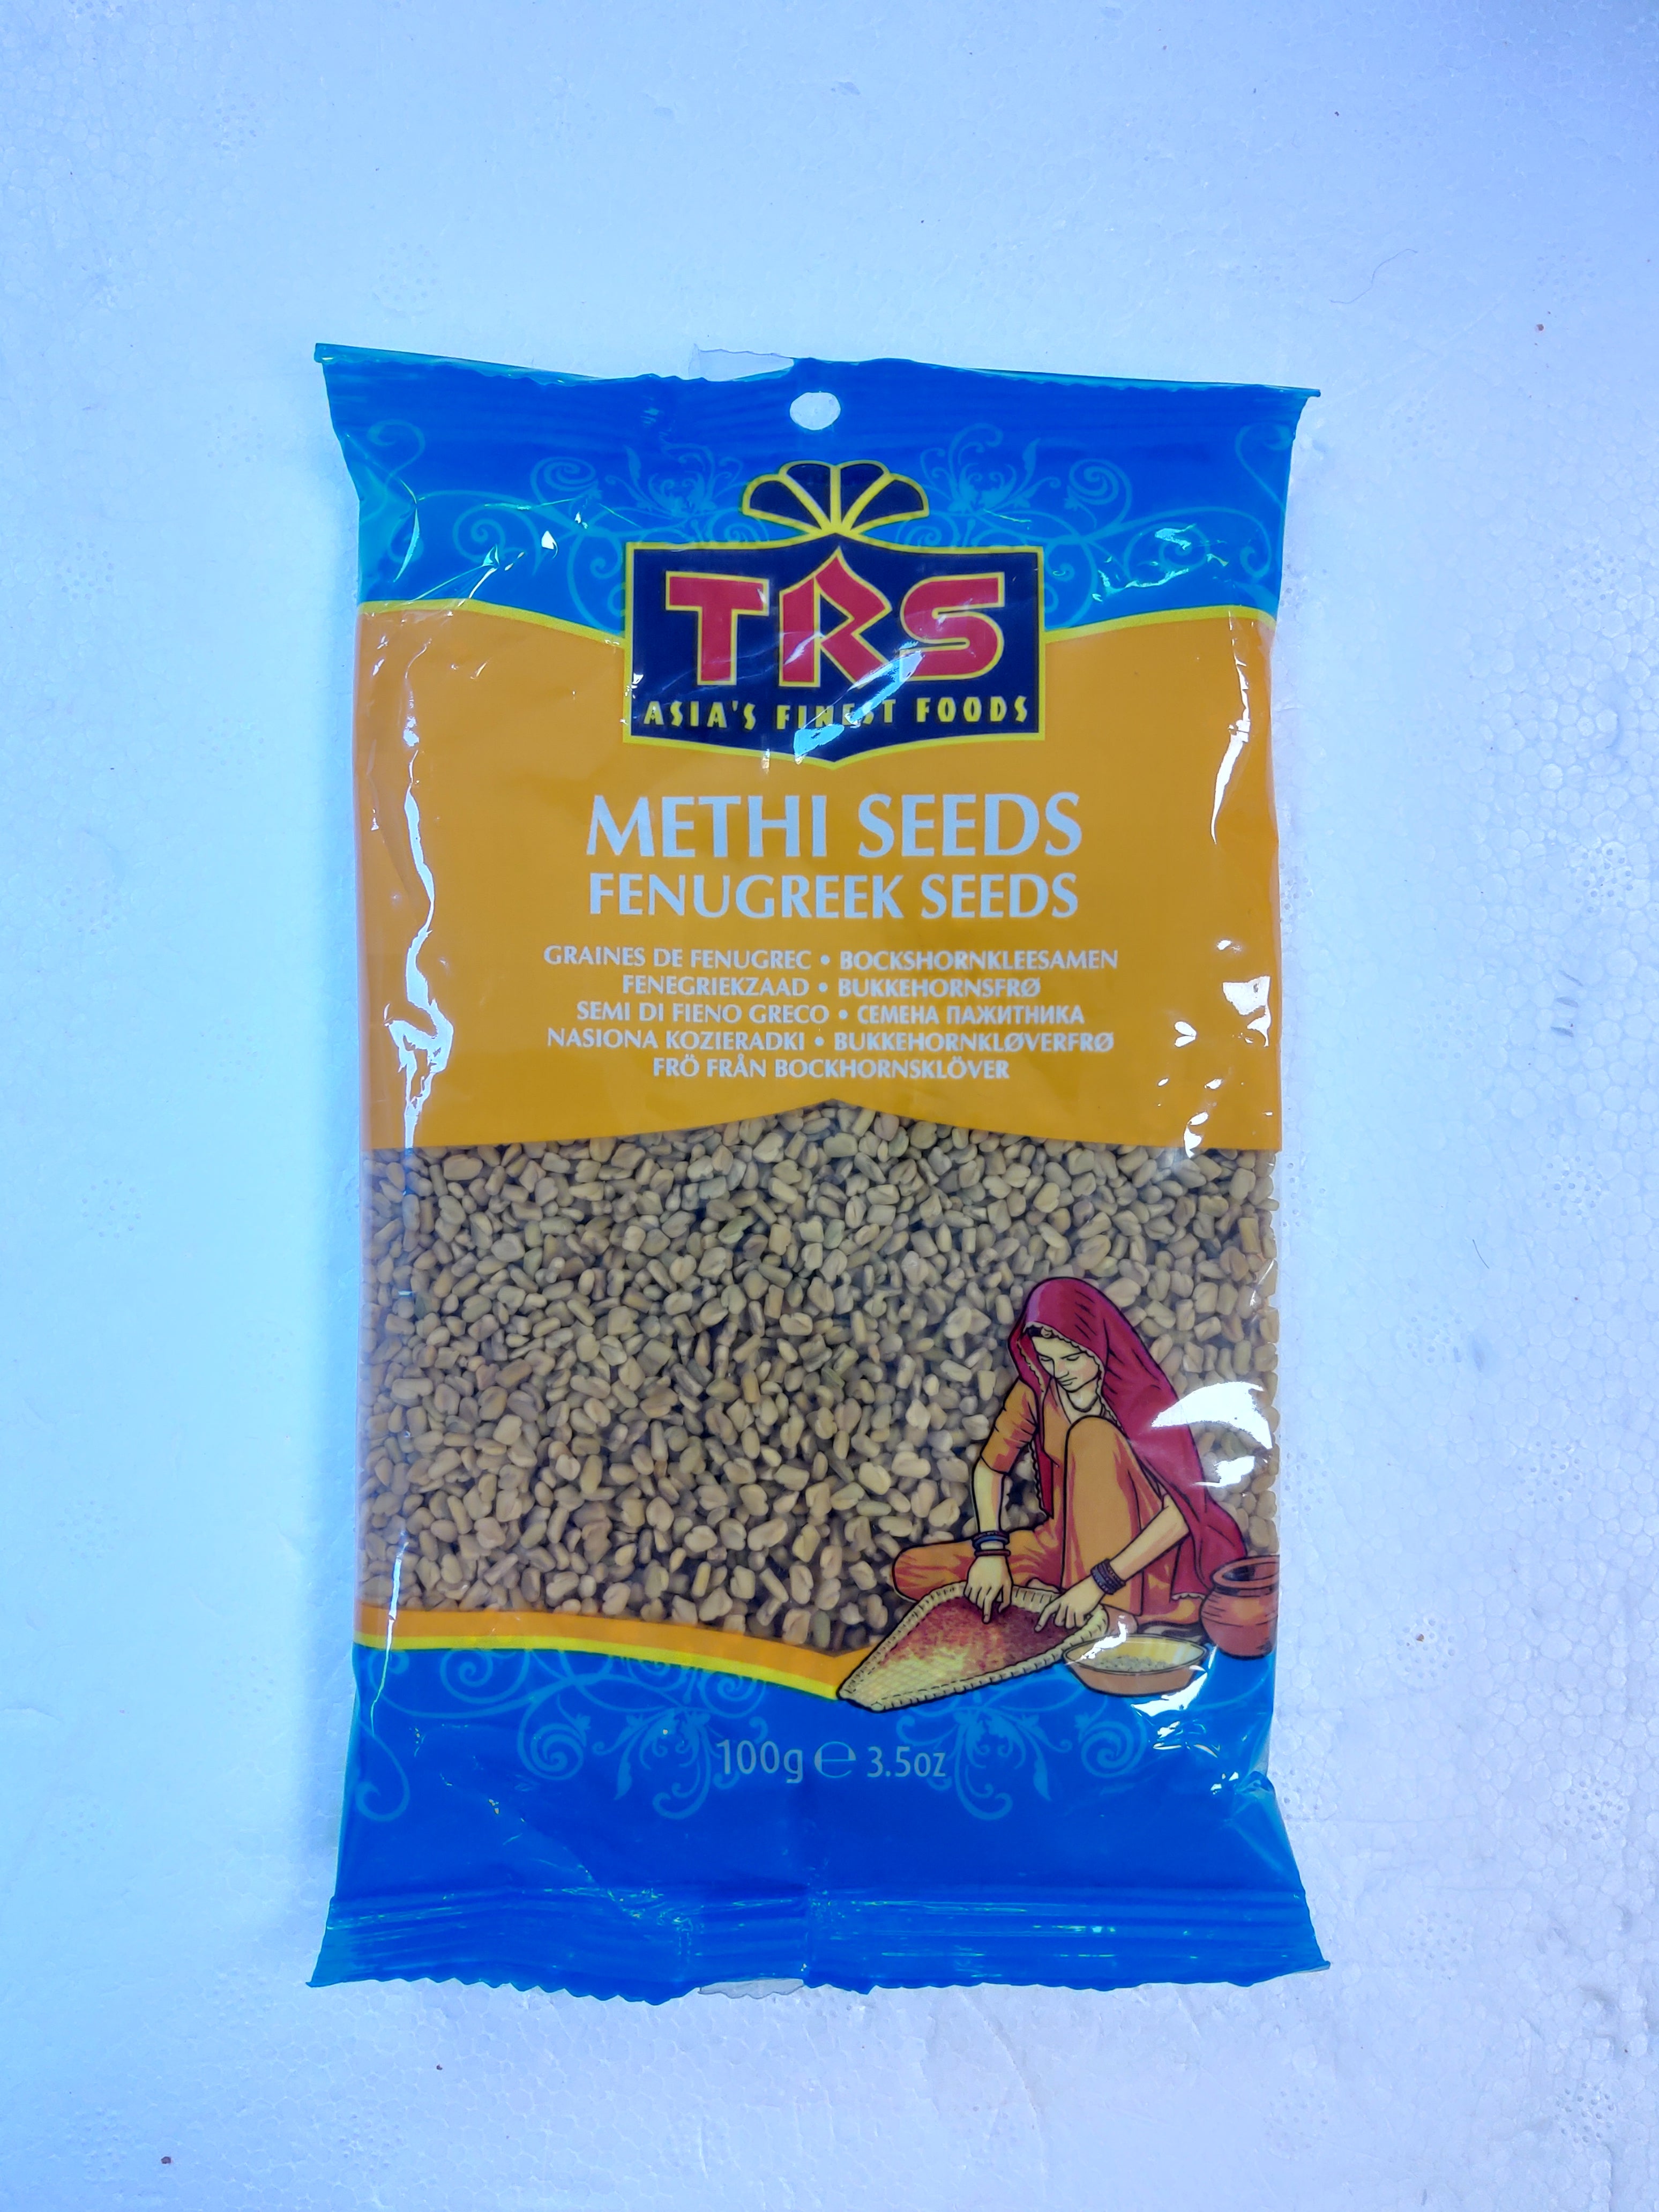 TRS
ASIA'S FINEST FOODS
METHI SEEDS
FENUGREEK SEEDS
GRAINES DE FENUGREC • BOCKSHORNKLEESAMEN
FENEGRIEKZAAD • BUKKEHORNSFRØ
SEMI DI FIENO GRECO • СЕМЕНА ПАЖИТНИКА
NASIONA KOZIERADKI • BUKKEHORNKLØVERFRØ
FRÖ FRÅN BOCKHORNSKLÖVER
100g ℮ 3.5oz